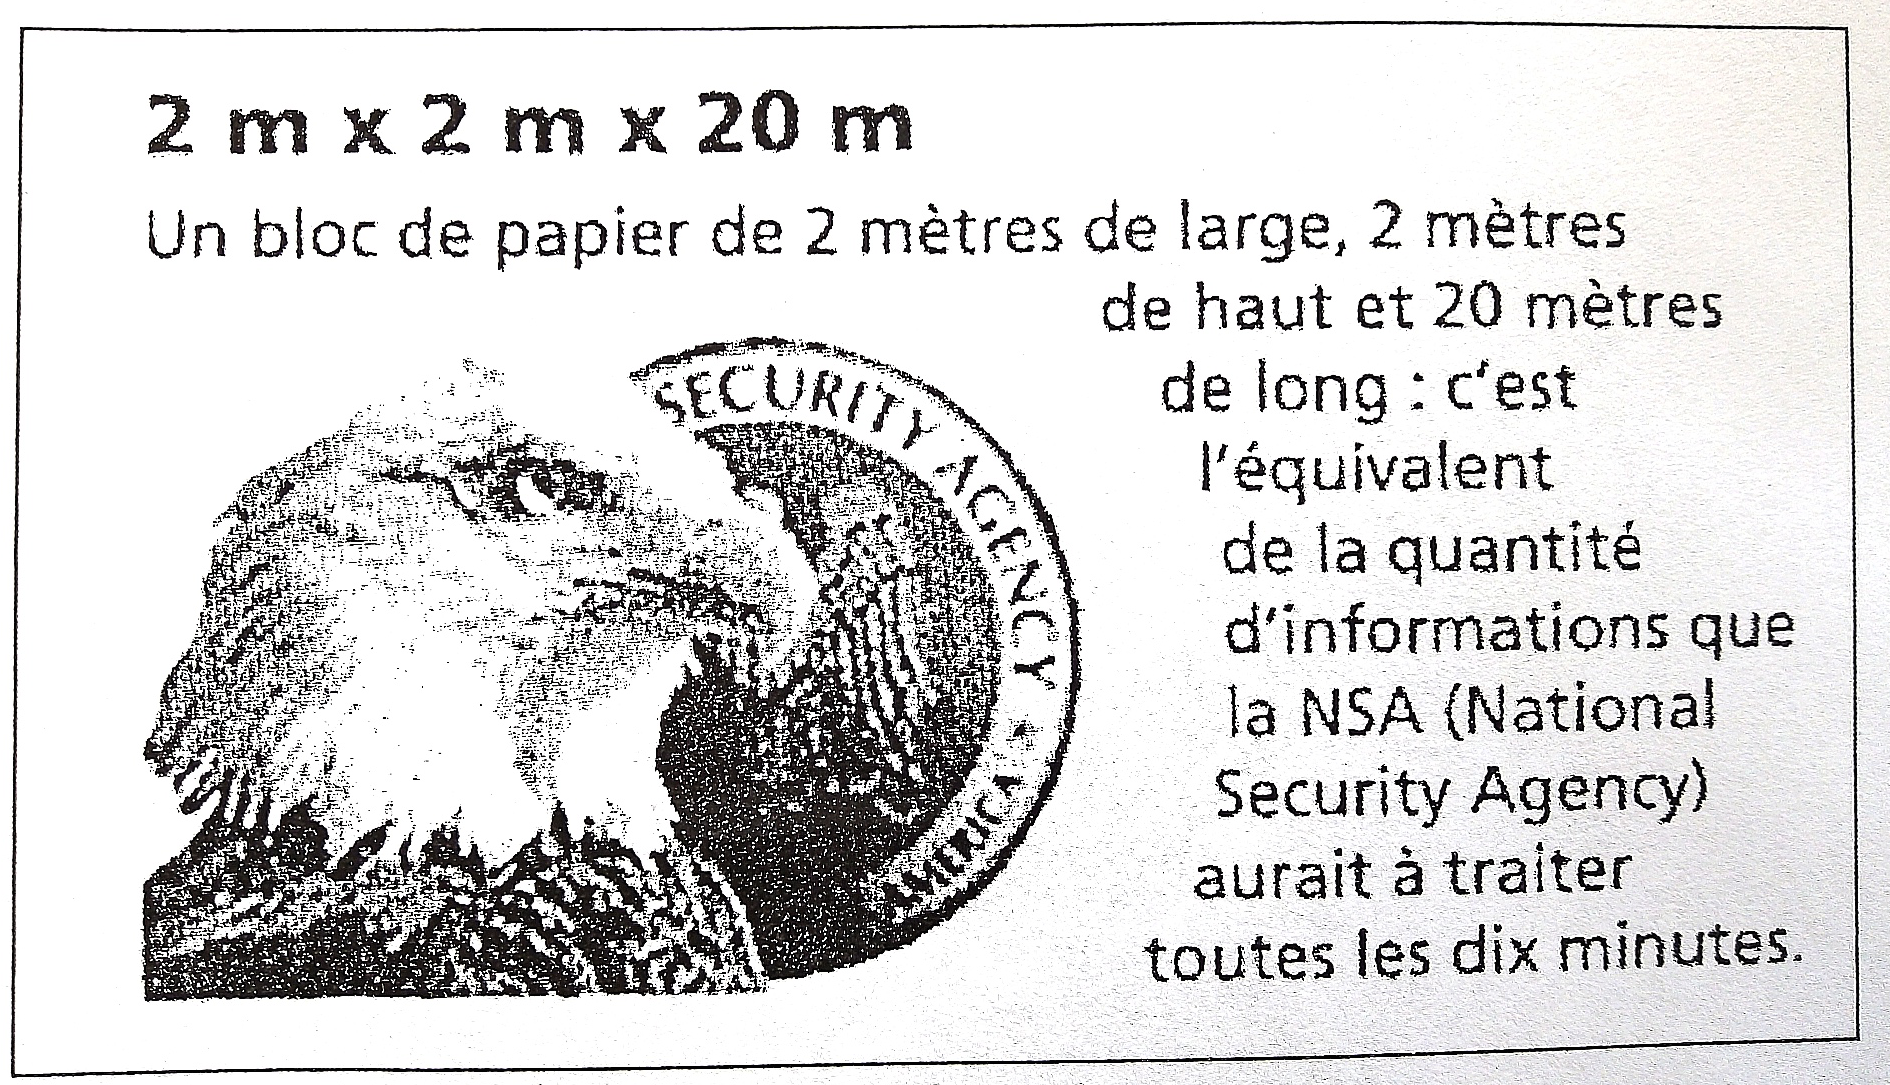 2 m x 2 m x 20 m
Un bloc de papier de 2 mètres de large, 2 mètres
de haut et 20 mètres
de long : c'est
l'équivalent
de la quantité
d'informations que
la NSA (National
Security Agency)
aurait à traiter
toutes les dix minutes.
SECURITY AGENCY
AMERICA